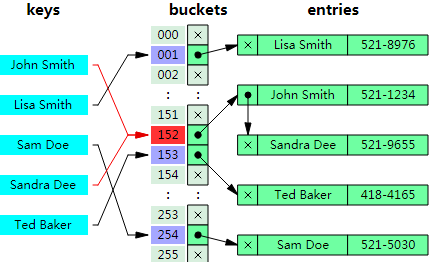 keys buckets entries
000
001
002
: :
151
152
153
154
: :
253
254
255
John Smith
Lisa Smith
Sam Doe
Sandra Dee
Ted Baker
Lisa Smith 521-8976
John Smith 521-1234
Sandra Dee 521-9655
Ted Baker 418-4165
Sam Doe 521-5030